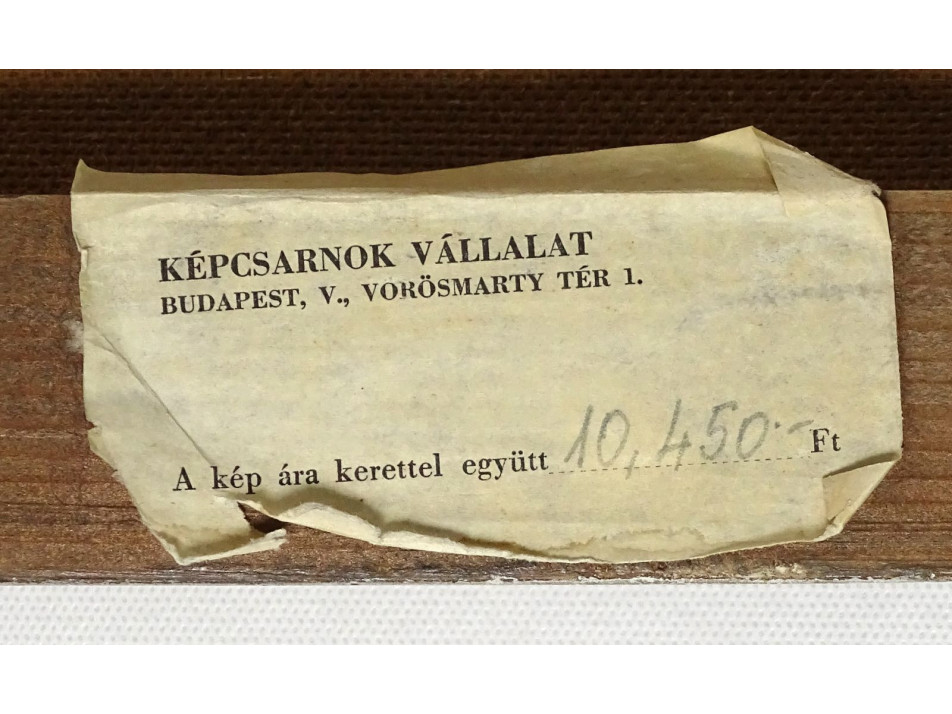 KÉPCSARNOK VÁLLALAT
BUDAPEST, V., VÖRÖSMARTY TÉR 1.
A kép ára kerettel együtt 10,450.- Ft